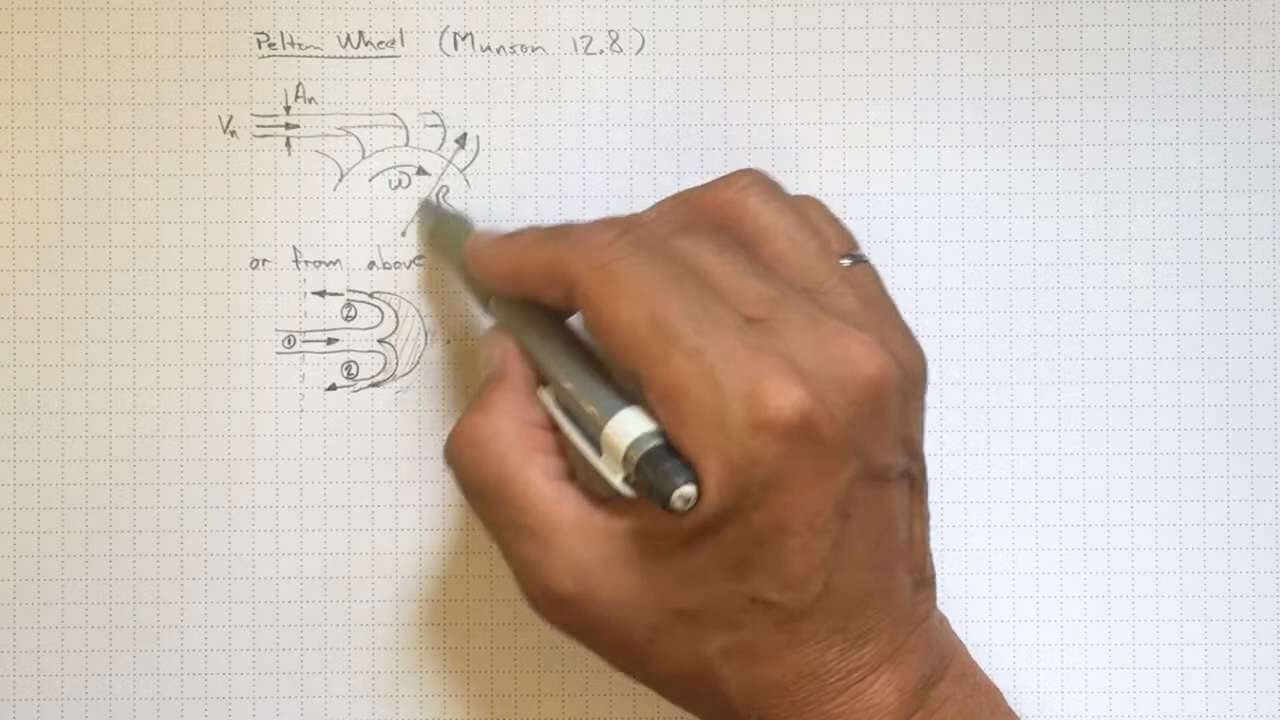 Pelton Wheel (Munson 12.8)
An
Vn
ω
R
or from above
2
1
2